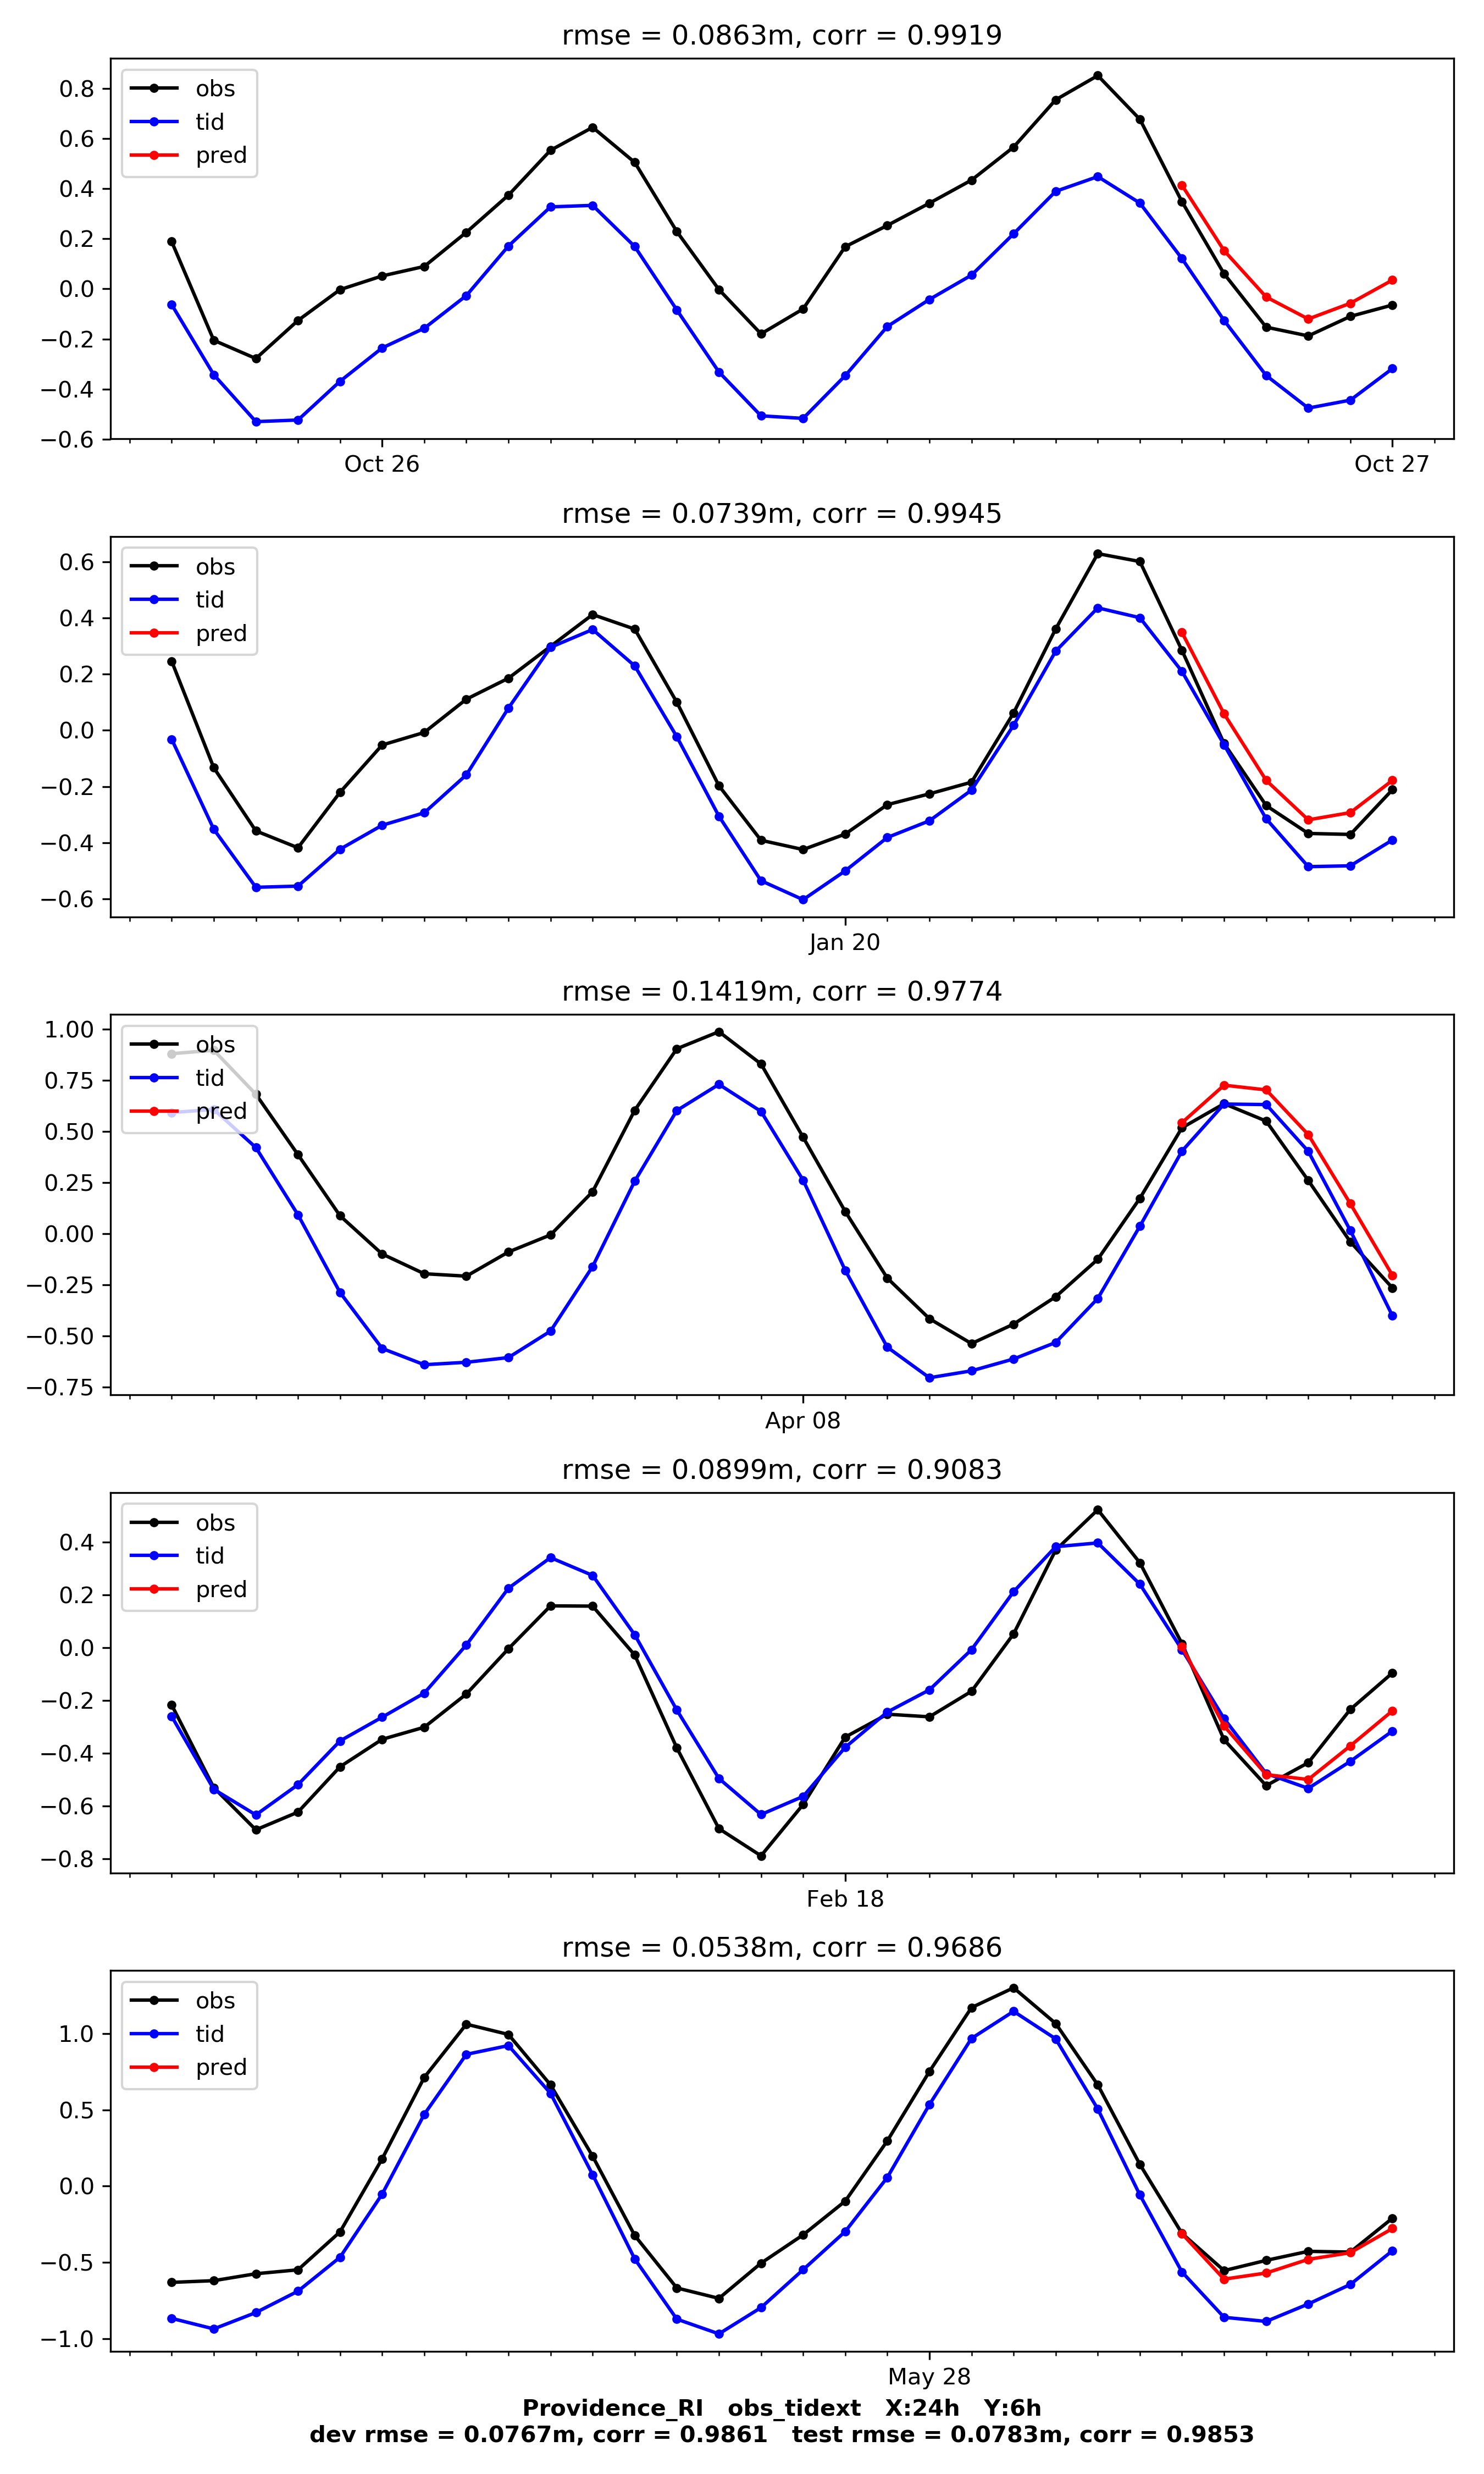 rmse = 0.0863m, corr = 0.9919
obs
tid
pred
0.8
0.6
0.4
0.2
0.0
−0.2
−0.4
−0.6
Oct 26 Oct 27
rmse = 0.0739m, corr = 0.9945
obs
tid
pred
0.6
0.4
0.2
0.0
−0.2
−0.4
−0.6
Jan 20
rmse = 0.1419m, corr = 0.9774
obs
tid
pred
1.00
0.75
0.50
0.25
0.00
−0.25
−0.50
−0.75
Apr 08
rmse = 0.0899m, corr = 0.9083
obs
tid
pred
0.4
0.2
0.0
−0.2
−0.4
−0.6
−0.8
Feb 18
rmse = 0.0538m, corr = 0.9686
obs
tid
pred
1.0
0.5
0.0
−0.5
−1.0
May 28
Providence_RI obs_tidext X:24h Y:6h
dev rmse = 0.0767m, corr = 0.9861 test rmse = 0.0783m, corr = 0.9853